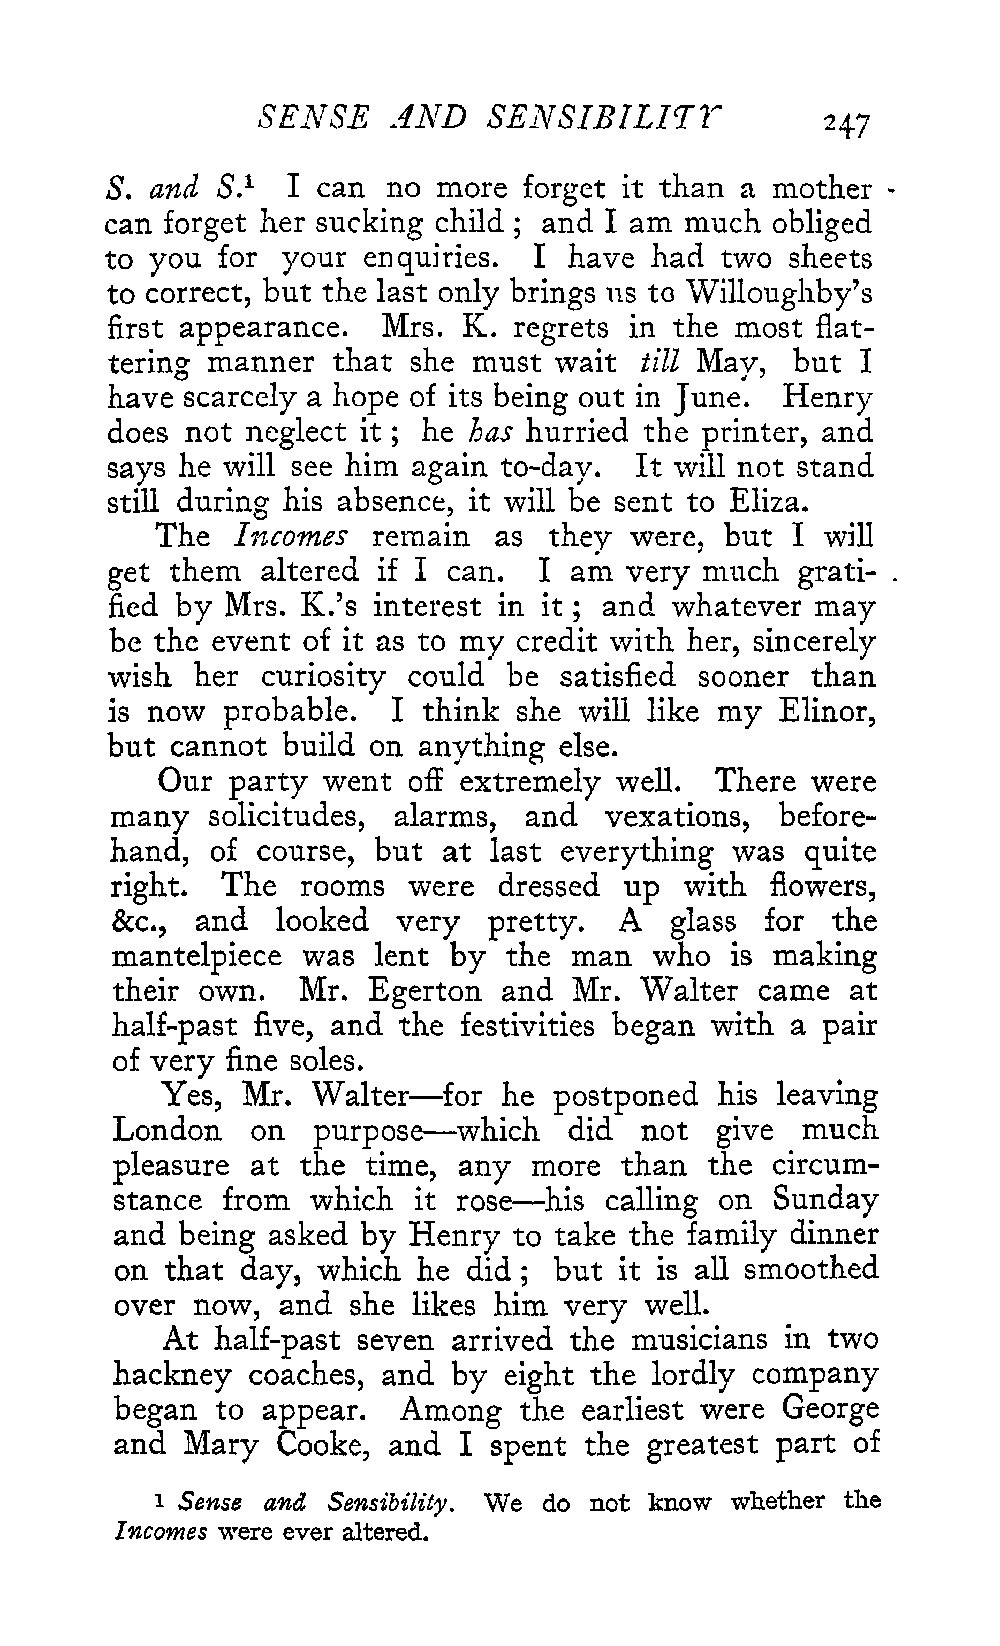 SENSE AND SENSIBILITY 247
S. and S.¹ I can no more forget it than a mother
can forget her sucking child ; and I am much obliged
to you for your enquiries. I have had two sheets
to correct, but the last only brings us to Willoughby's
first appearance. Mrs. K. regrets in the most flat-
tering manner that she must wait till May, but I
have scarcely a hope of its being out in June. Henry
does not neglect it ; he has hurried the printer, and
says he will see him again to-day. It will not stand
still during his absence, it will be sent to Eliza.
The Incomes remain as they were, but I will
get them altered if I can. I am very much grati-
fied by Mrs. K.'s interest in it ; and whatever may
be the event of it as to my credit with her, sincerely
wish her curiosity could be satisfied sooner than
is now probable. I think she will like my Elinor,
but cannot build on anything else.
Our party went off extremely well. There were
many solicitudes, alarms, and vexations, before-
hand, of course, but at last everything was quite
right. The rooms were dressed up with flowers,
&c., and looked very pretty. A glass for the
mantelpiece was lent by the man who is making
their own. Mr. Egerton and Mr. Walter came at
half-past five, and the festivities began with a pair
of very fine soles.
Yes, Mr. Walter—for he postponed his leaving
London on purpose—which did not give much
pleasure at the time, any more than the circum-
stance from which it rose—his calling on Sunday
and being asked by Henry to take the family dinner
on that day, which he did ; but it is all smoothed
over now, and she likes him very well.
At half-past seven arrived the musicians in two
hackney coaches, and by eight the lordly company
began to appear. Among the earliest were George
and Mary Cooke, and I spent the greatest part of
¹ Sense and Sensibility. We do not know whether the
Incomes were ever altered.